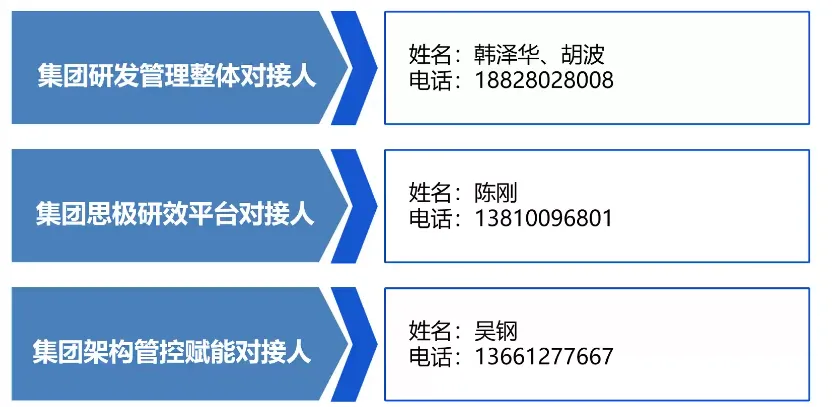 集团研发管理整体对接人
姓名：韩泽华、胡波
电话：18828028008
集团思极研效平台对接人
姓名：陈刚
电话：13810096801
集团架构管控赋能对接人
姓名：吴钢
电话：13661277667